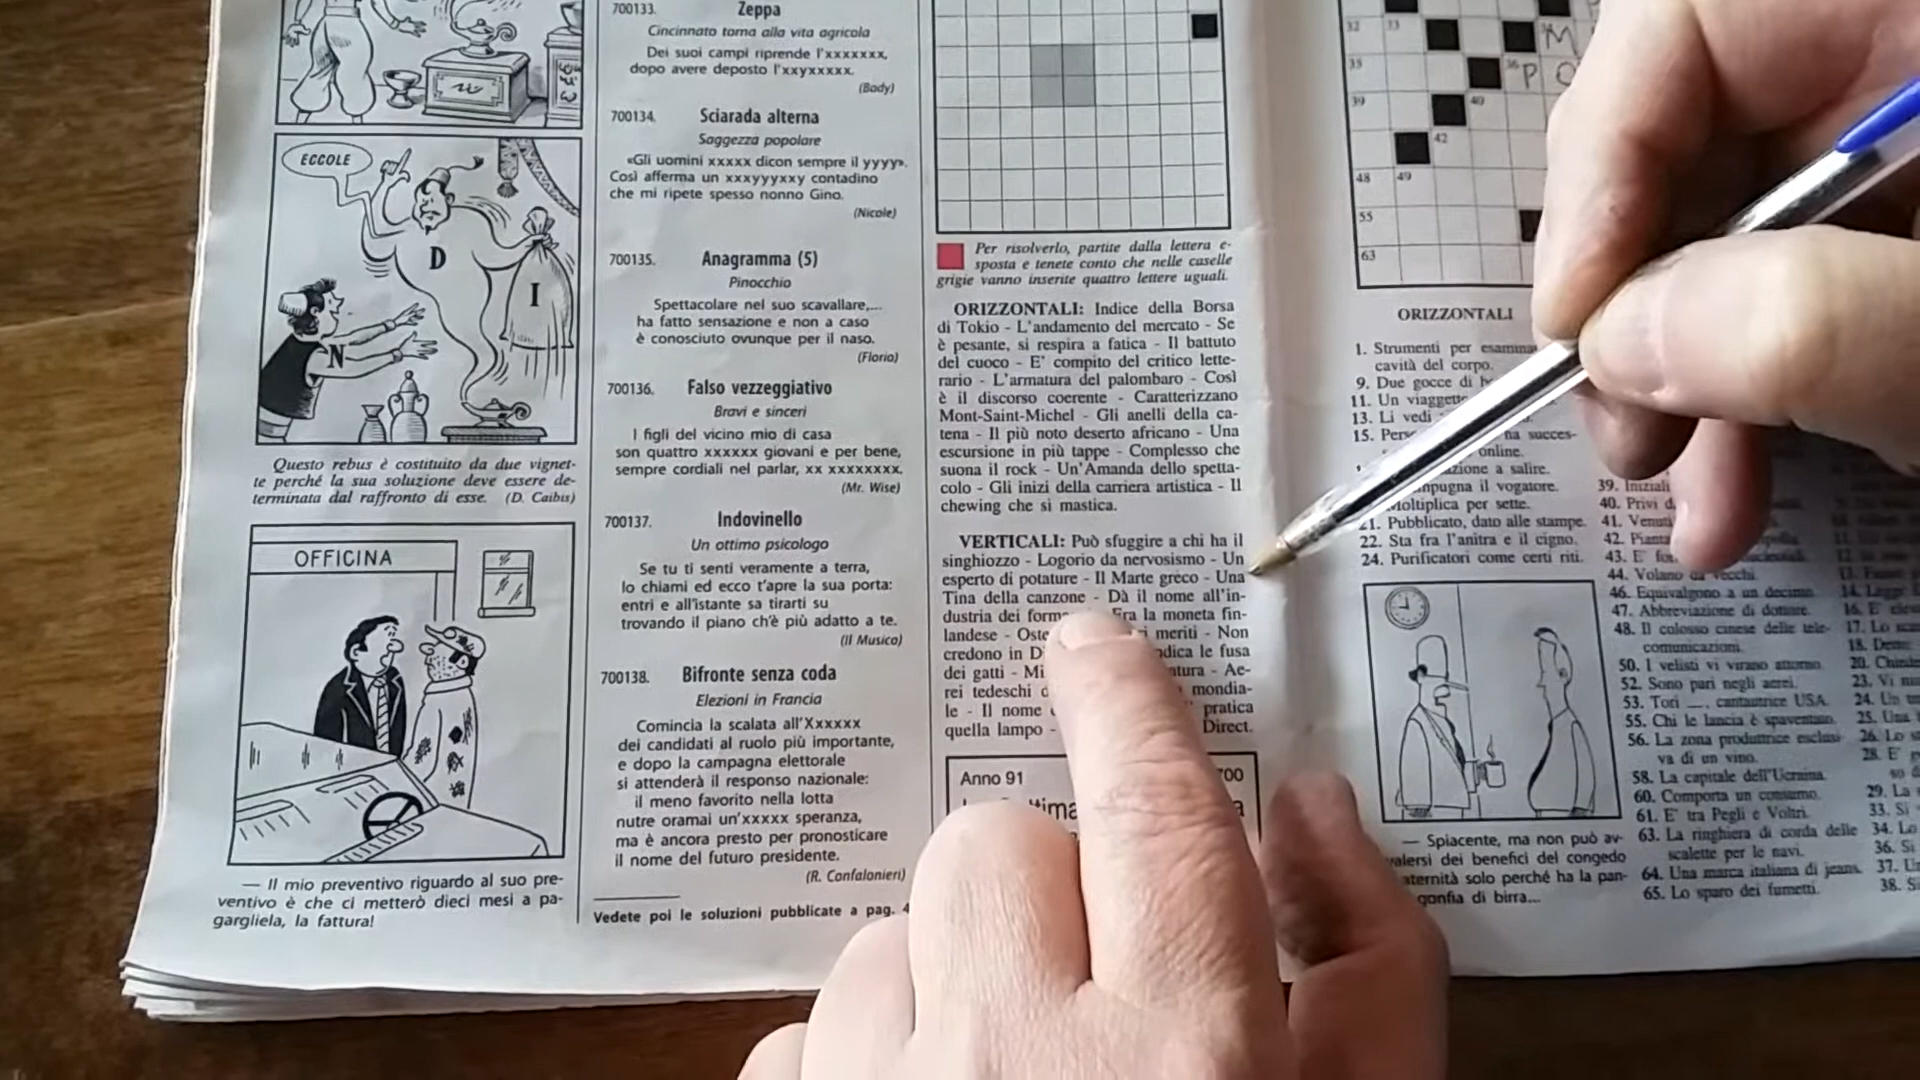 700133. Zeppa
Cincinnato torna alla vita agricola
Dei suoi campi riprende l'xxxxxxx,
dopo avere deposto l'xxyxxxxx.
(Body)
700134. Sciarada alterna
Saggezza popolare
«Gli uomini xxxxx dicon sempre il yyyy».
Così afferma un xxxyyyxxy contadino
che mi ripete spesso nonno Gino.
(Nicole)
700135. Anagramma (5)
Pinocchio
Spettacolare nel suo scavallare,...
ha fatto sensazione e non a caso
è conosciuto ovunque per il naso.
(Florio)
700136. Falso vezzeggiativo
Bravi e sinceri
I figli del vicino mio di casa
son quattro xxxxxx giovani e per bene,
sempre cordiali nel parlar, xx xxxxxxxx.
(Mr. Wise)
700137. Indovinello
Un ottimo psicologo
Se tu ti senti veramente a terra,
lo chiami ed ecco t'apre la sua porta:
entri e all'istante sa tirarti su
trovando il piano ch'è più adatto a te.
(Il Musico)
700138. Bifronte senza coda
Elezioni in Francia
Comincia la scalata all'Xxxxxx
dei candidati al ruolo più importante,
e dopo la campagna elettorale
si attenderà il responso nazionale:
il meno favorito nella lotta
nutre oramai un'xxxxx speranza,
ma è ancora presto per pronosticare
il nome del futuro presidente.
(R. Confalonieri)
Vedete poi le soluzioni pubblicate a pag. 4
ECCOLE
D
I
N
Questo rebus è costituito da due vignet-
te perché la sua soluzione deve essere de-
terminata dal raffronto di esse. (D. Caibis)
OFFICINA
— Il mio preventivo riguardo al suo pre-
ventivo è che ci metterò dieci mesi a pa-
gargliela, la fattura!
Per risolverlo, partite dalla lettera e-
sposta e tenete conto che nelle caselle
grigie vanno inserite quattro lettere uguali.
ORIZZONTALI: Indice della Borsa
di Tokio - L'andamento del mercato - Se
è pesante, si respira a fatica - Il battuto
del cuoco - E' compito del critico lette-
rario - L'armatura del palombaro - Così
è il discorso coerente - Caratterizzano
Mont-Saint-Michel - Gli anelli della ca-
tena - Il più noto deserto africano - Una
escursione in più tappe - Complesso che
suona il rock - Un'Amanda dello spetta-
colo - Gli inizi della carriera artistica - Il
chewing che si mastica.
VERTICALI: Può sfuggire a chi ha il
singhiozzo - Logorio da nervosismo - Un
esperto di potature - Il Marte greco - Una
Tina della canzone - Dà il nome all'in-
dustria dei Era la moneta fin-
landese - meriti - Non
credono in le fusa
dei gatti - Ae-
rei tedeschi mondia-
le - Il nome pratica
quella lampo - Direct.
Anno 91
700
32 33 M
35 36 P O
39 40
42
48 49
55
63
ORIZZONTALI
1. Strumenti per
cavità del corpo.
9. Due gocce di
11. Un
13. Li vedi
15. succes-
online.
azione a salire.
impugna il vogatore.
Moltiplica per sette.
21. Pubblicato, dato alle stampe.
22. Sta fra l'anitra e il cigno.
24. Purificatori come certi riti.
— Spiacente, ma non può av-
valersi dei benefici del congedo
paternità solo perché ha la pan-
gonfia di birra...
39. Iniziali
40. Privi
41.
42. Pianta
43. E'
44. Volano da vecchi.
46. Equivalgono a un decimo.
47. Abbreviazione di dottore.
48. Il colosso cinese delle tele-
comunicazioni.
50. I velisti vi virano attorno.
52. Sono pari negli aerei.
53. Tori __, cantautrice USA.
55. Chi le lancia è spaventato.
56. La zona produttrice esclusi-
va di un vino.
58. La capitale dell'Ucraina.
60. Comporta un consumo.
61. E' tra Pegli e Voltri.
63. La ringhiera di corda delle
scalette per le navi.
64. Una marca italiana di jeans.
65. Lo sparo dei fumetti.